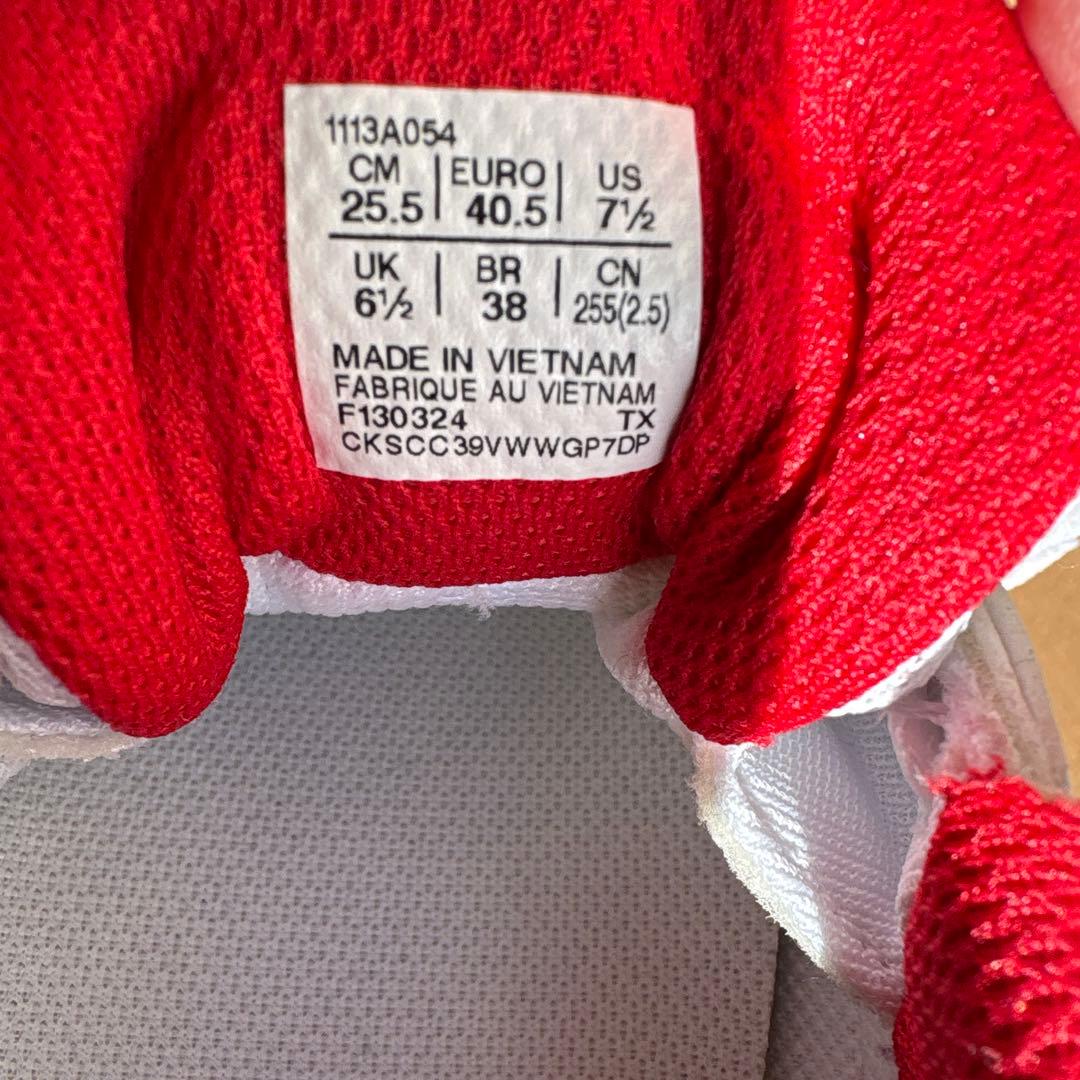 1113A054
CM | EURO | US
25.5 | 40.5 | 7½
UK | BR | CN
6½ | 38 | 255(2.5)
MADE IN VIETNAM
FABRIQUE AU VIETNAM
F130324 TX
CKSCC39VWWGP7DP